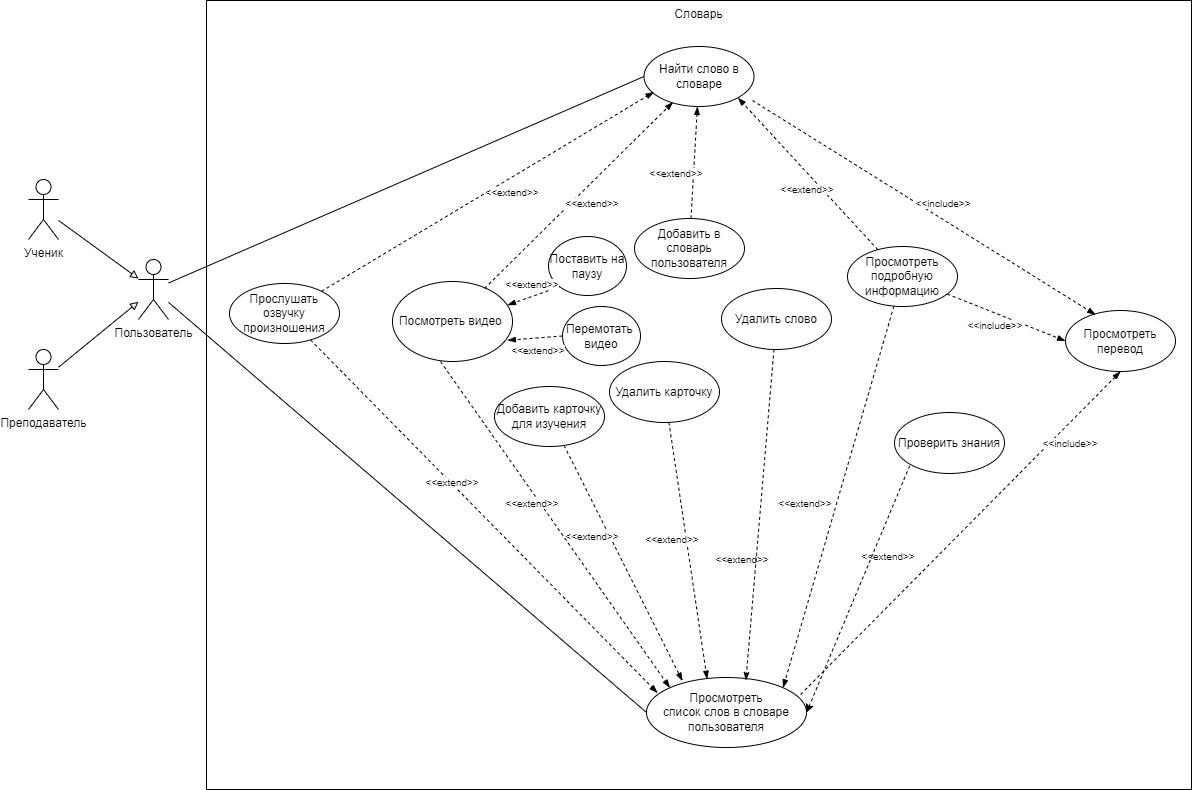 Словарь
Найти слово в
словаре
<<extend>>
<<extend>>
<<extend>>
<<extend>>
<<include>>
Ученик
Пользователь
Преподаватель
Прослушать
озвучку
произношения
Посмотреть видео
Поставить на
паузу
<<extend>>
Перемотать
видео
<<extend>>
Добавить в
словарь
пользователя
Удалить слово
Просмотреть
подробную
информацию
<<include>>
Просмотреть
перевод
Добавить карточку
для изучения
Удалить карточку
Проверить знания
<<include>>
<<extend>>
<<extend>>
<<extend>>
<<extend>>
<<extend>>
<<extend>>
<<extend>>
Просмотреть
список слов в словаре
пользователя